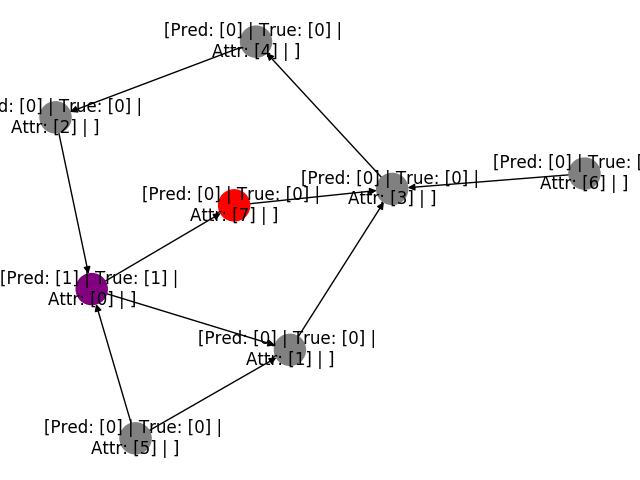 [Pred: [0] | True: [0] |
Attr: [4] | ]
d: [0] | True: [0] |
Attr: [2] | ]
[Pred: [0] | True: [
Attr: [6] | ]
[Pred: [0] | True: [0] |
Attr: [3] | ]
[Pred: [0] | True: [0] |
Attr: [7] | ]
[Pred: [1] | True: [1] |
Attr: [0] | ]
[Pred: [0] | True: [0] |
Attr: [1] | ]
[Pred: [0] | True: [0] |
Attr: [5] | ]